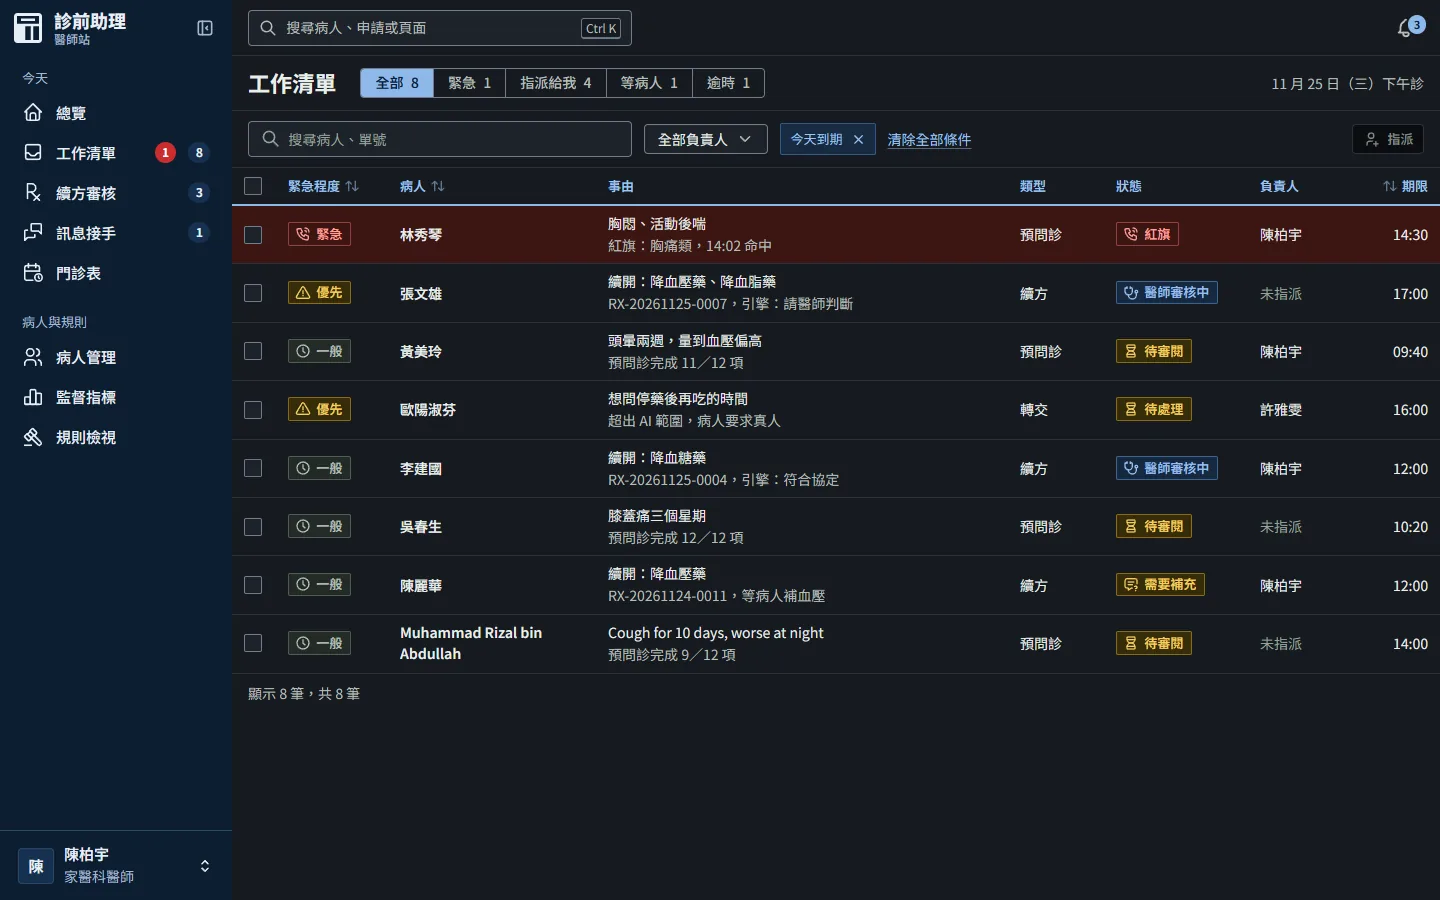 診前助理
醫師站
今天
總覽
工作清單 1 8
續方審核 3
訊息接手 1
門診表
病人與規則
病人管理
監督指標
規則檢視
陳 陳柏宇
家醫科醫師
搜尋病人、申請或頁面 Ctrl K
3
工作清單 全部 8 緊急 1 指派給我 4 等病人 1 逾時 1 11 月 25 日（三）下午診
搜尋病人、單號 全部負責人 今天到期 清除全部條件 指派
緊急程度 病人 事由 類型 狀態 負責人 期限
緊急 林秀琴 胸悶、活動後喘 預問診 紅旗 陳柏宇 14:30
紅旗：胸痛類，14:02 命中
優先 張文雄 續開：降血壓藥、降血脂藥 續方 醫師審核中 未指派 17:00
RX-20261125-0007，引擎：請醫師判斷
一般 黃美玲 頭暈兩週，量到血壓偏高 預問診 待審閱 陳柏宇 09:40
預問診完成 11／12 項
優先 歐陽淑芬 想問停藥後再吃的時間 轉交 待處理 許雅雯 16:00
超出 AI 範圍，病人要求真人
一般 李建國 續開：降血糖藥 續方 醫師審核中 陳柏宇 12:00
RX-20261125-0004，引擎：符合協定
一般 吳春生 膝蓋痛三個星期 預問診 待審閱 未指派 10:20
預問診完成 12／12 項
一般 陳麗華 續開：降血壓藥 續方 需要補充 陳柏宇 12:00
RX-20261124-0011，等病人補血壓
一般 Muhammad Rizal bin Abdullah Cough for 10 days, worse at night 預問診 待審閱 未指派 14:00
預問診完成 9／12 項
顯示 8 筆，共 8 筆